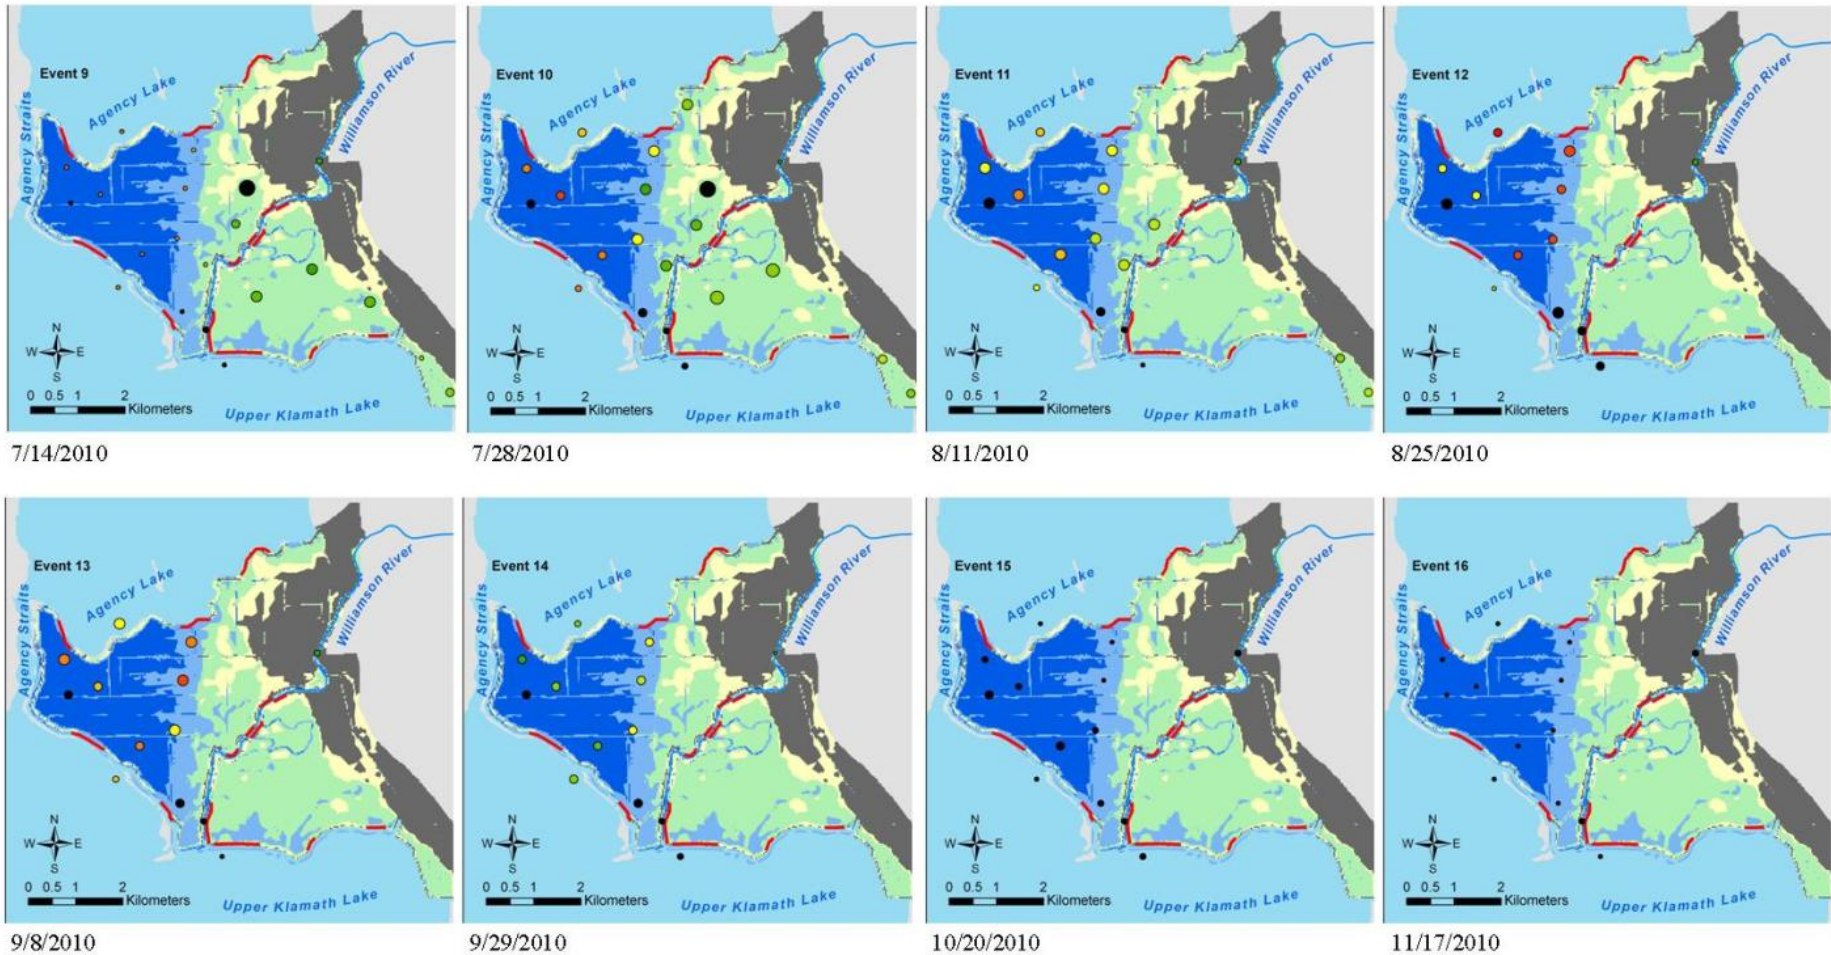 Event 9
Agency Straits
Agency Lake
Williamson River
N
W E
S
0 0.5 1 2
Kilometers
Upper Klamath Lake
7/14/2010
Event 10
Agency Straits
Agency Lake
Williamson River
N
W E
S
0 0.5 1 2
Kilometers
Upper Klamath Lake
7/28/2010
Event 11
Agency Straits
Agency Lake
Williamson River
N
W E
S
0 0.5 1 2
Kilometers
Upper Klamath Lake
8/11/2010
Event 12
Agency Straits
Agency Lake
Williamson River
N
W E
S
0 0.5 1 2
Kilometers
Upper Klamath Lake
8/25/2010
Event 13
Agency Straits
Agency Lake
Williamson River
N
W E
S
0 0.5 1 2
Kilometers
Upper Klamath Lake
9/8/2010
Event 14
Agency Straits
Agency Lake
Williamson River
N
W E
S
0 0.5 1 2
Kilometers
Upper Klamath Lake
9/29/2010
Event 15
Agency Straits
Agency Lake
Williamson River
N
W E
S
0 0.5 1 2
Kilometers
Upper Klamath Lake
10/20/2010
Event 16
Agency Straits
Agency Lake
Williamson River
N
W E
S
0 0.5 1 2
Kilometers
Upper Klamath Lake
11/17/2010